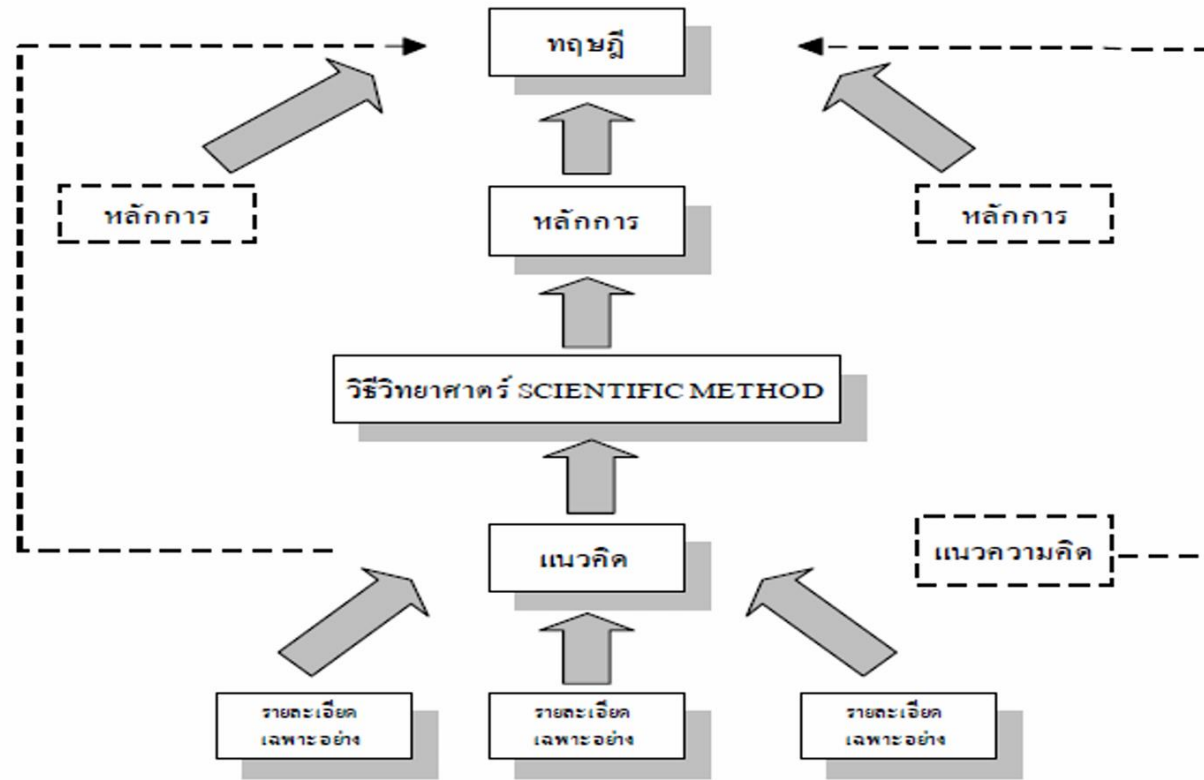 ทฤษฎี
หลักการ
หลักการ
หลักการ
วิธีวิทยาศาตร์ SCIENTIFIC METHOD
แนวคิด
แนวความคิด
รายละเอียด
เฉพาะอย่าง
รายละเอียด
เฉพาะอย่าง
รายละเอียด
เฉพาะอย่าง